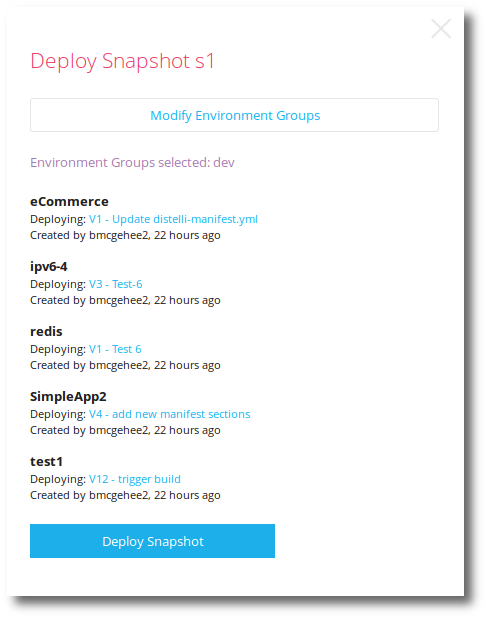 Deploy Snapshot s1
Modify Environment Groups
Environment Groups selected: dev
eCommerce
Deploying: V1 - Update distelli-manifest.yml
Created by bmcgehee2, 22 hours ago
ipv6-4
Deploying: V3 - Test-6
Created by bmcgehee2, 22 hours ago
redis
Deploying: V1 - Test 6
Created by bmcgehee2, 22 hours ago
SimpleApp2
Deploying: V4 - add new manifest sections
Created by bmcgehee2, 22 hours ago
test1
Deploying: V12 - trigger build
Created by bmcgehee2, 22 hours ago
Deploy Snapshot